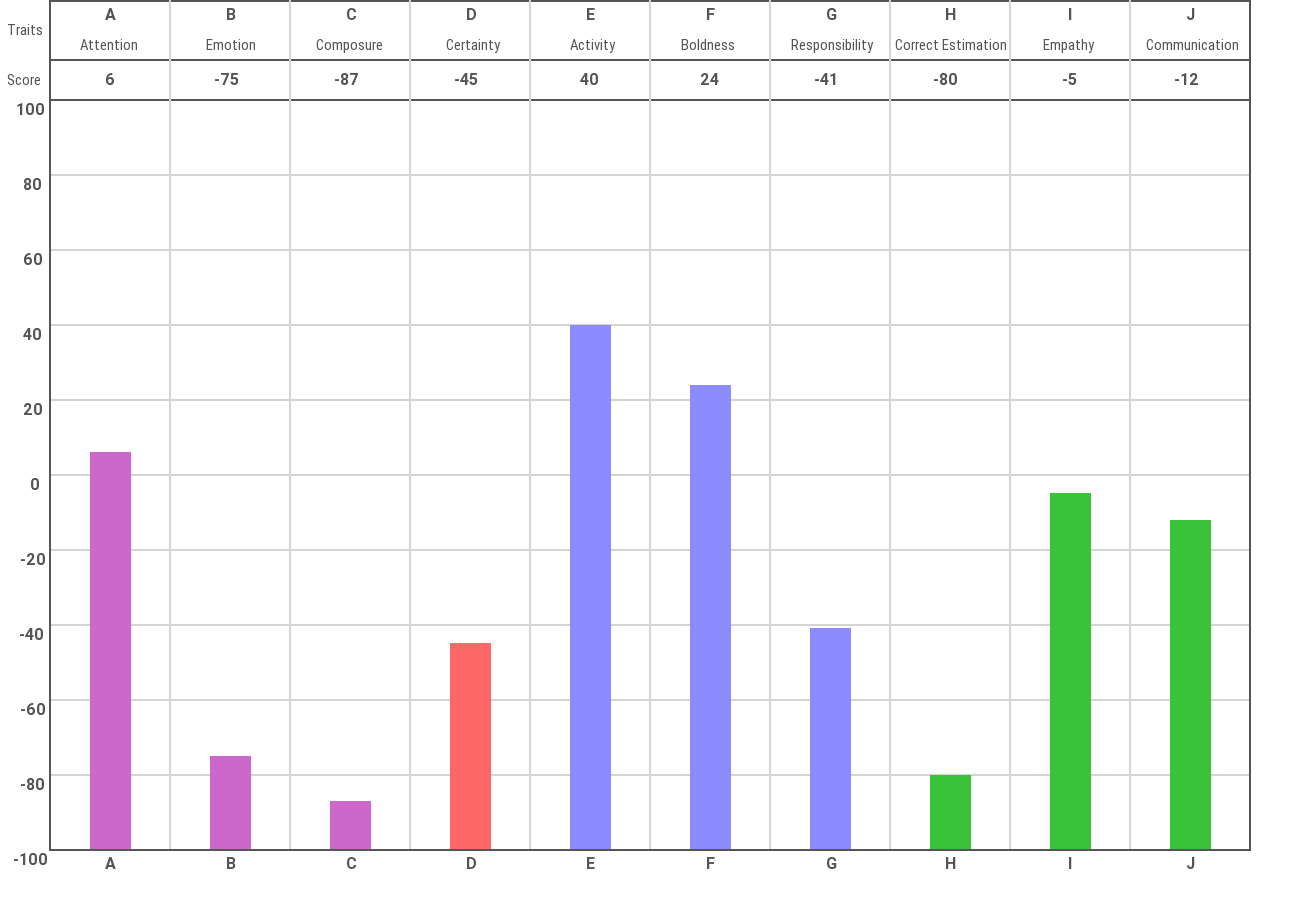 A B C D E F G H I J
Traits
Attention Emotion Composure Certainty Activity Boldness Responsibility Correct Estimation Empathy Communication
Score 6 -75 -87 -45 40 24 -41 -80 -5 -12
100
80
60
40
20
0
-20
-40
-60
-80
-100
A B C D E F G H I J